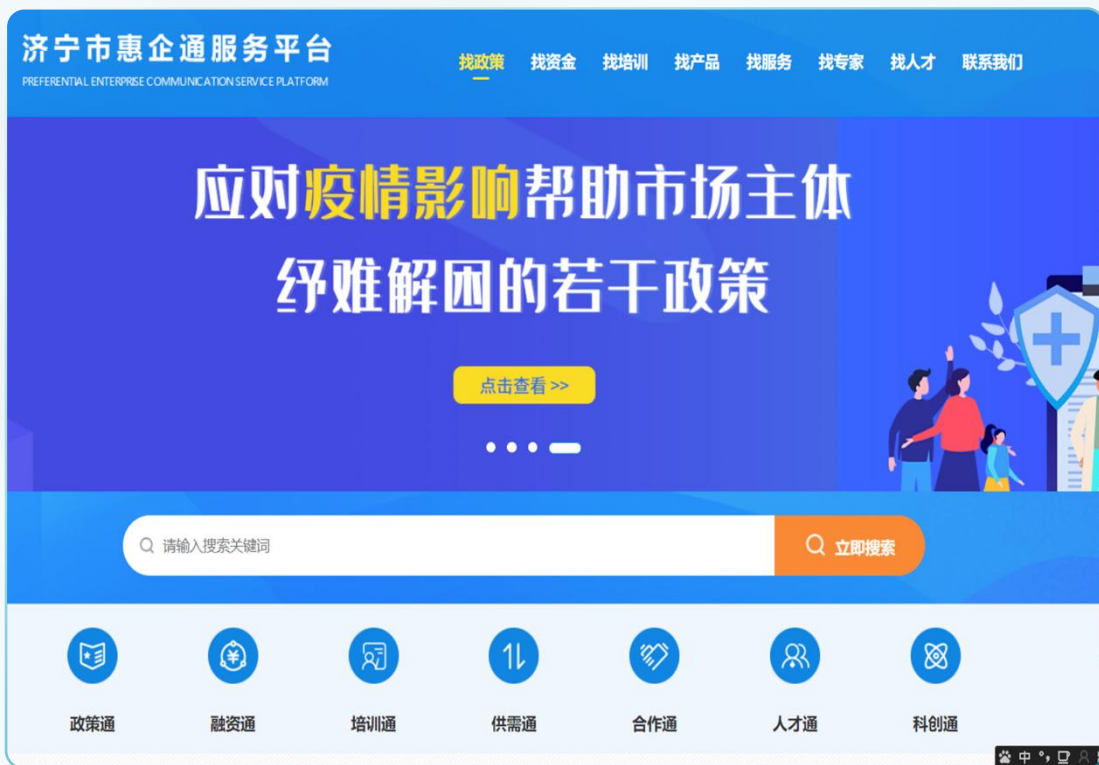 济宁市惠企通服务平台
PREFERENTIAL ENTERPRISE COMMUNICATION SERVICE PLATFORM
找政策 找资金 找培训 找产品 找服务 找专家 找人才 联系我们
应对疫情影响帮助市场主体
纾难解困的若干政策
点击查看 >>
请输入搜索关键词
立即搜索
政策通 融资通 培训通 供需通 合作通 人才通 科创通
中